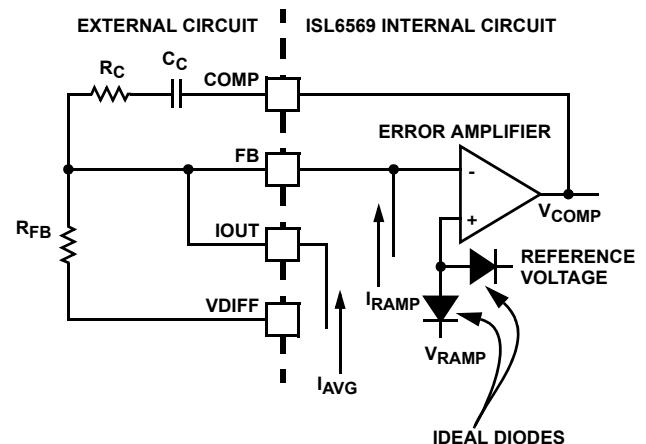 EXTERNAL CIRCUIT
ISL6569 INTERNAL CIRCUIT
RC
CC
COMP
ERROR AMPLIFIER
FB
-
+
VCOMP
RFB
IOUT
REFERENCE
VOLTAGE
IRAMP
VDIFF
VRAMP
IAVG
IDEAL DIODES